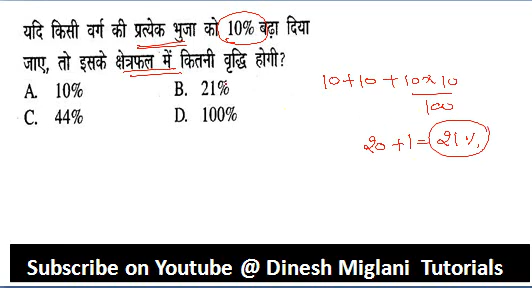 यदि किसी वर्ग की प्रत्येक भुजा को 10% बढ़ा दिया
जाए, तो इसके क्षेत्रफल में कितनी वृद्धि होगी?
A. 10% B. 21%
C. 44% D. 100%
10+10+10×10
100
20+1=21%
Subscribe on Youtube @ Dinesh Miglani Tutorials